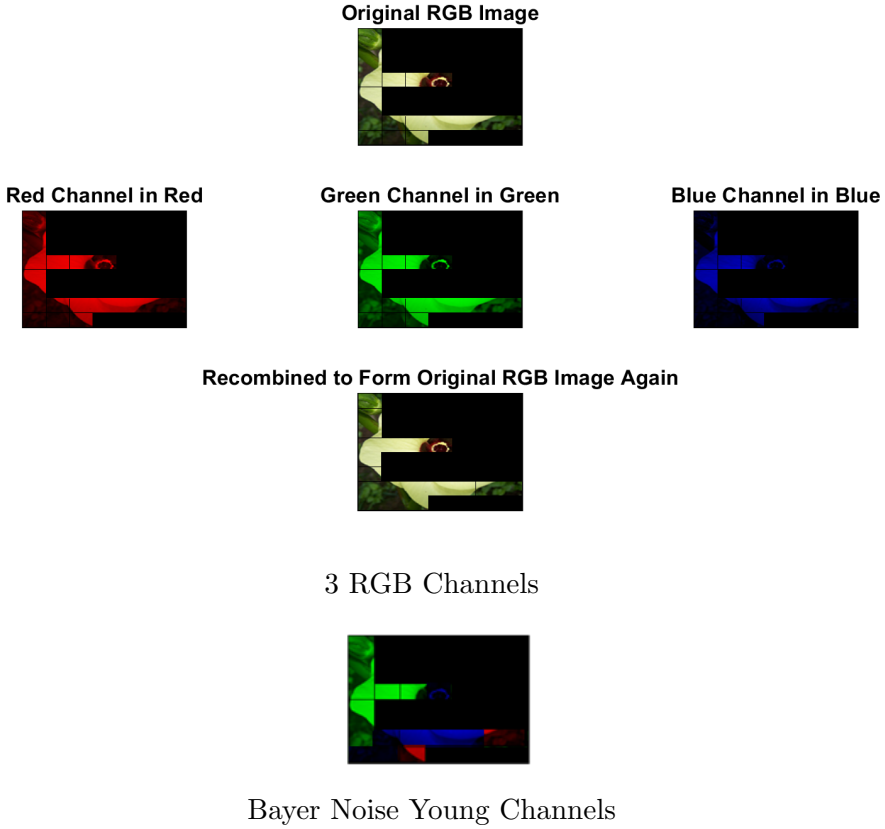 Original RGB Image
Red Channel in Red
Green Channel in Green
Blue Channel in Blue
Recombined to Form Original RGB Image Again
3 RGB Channels
Bayer Noise Young Channels